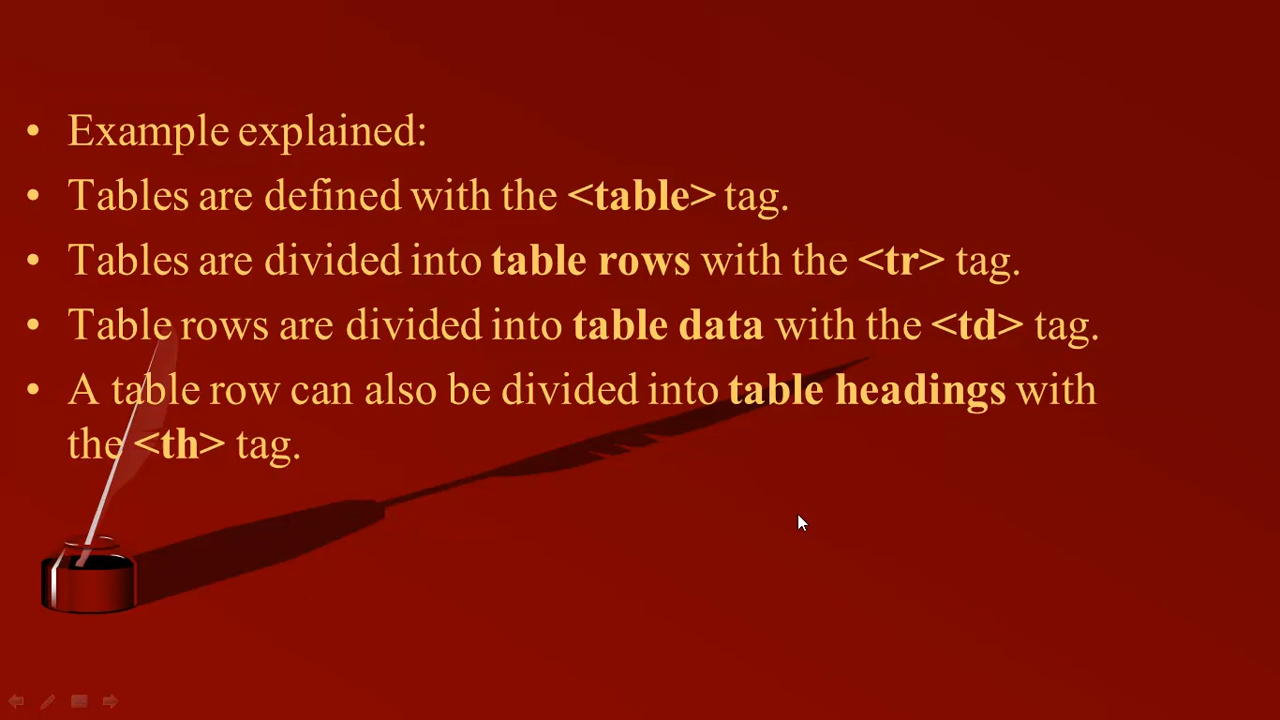 • Example explained:
• Tables are defined with the <table> tag.
• Tables are divided into table rows with the <tr> tag.
• Table rows are divided into table data with the <td> tag.
• A table row can also be divided into table headings with
the <th> tag.